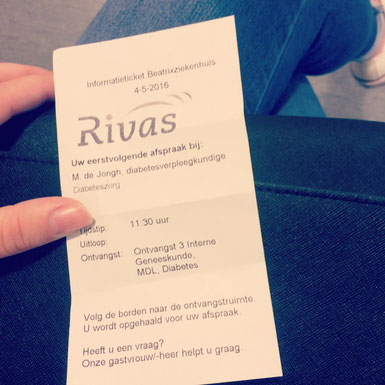 Informatieticket Beatrixziekenhuis
4-5-2016
Rivas
Uw eerstvolgende afspraak bij:
M. de Jongh, diabetesverpleegkundige
Diabeteszorg
Tijdstip: 11.30 uur
Uitloop:
Ontvangst: Ontvangst 3 Interne
Geneeskunde,
MDL, Diabetes
Volg de borden naar de ontvangstruimte.
U wordt opgehaald voor uw afspraak.
Heeft u een vraag?
Onze gastvrouw/-heer helpt u graag.